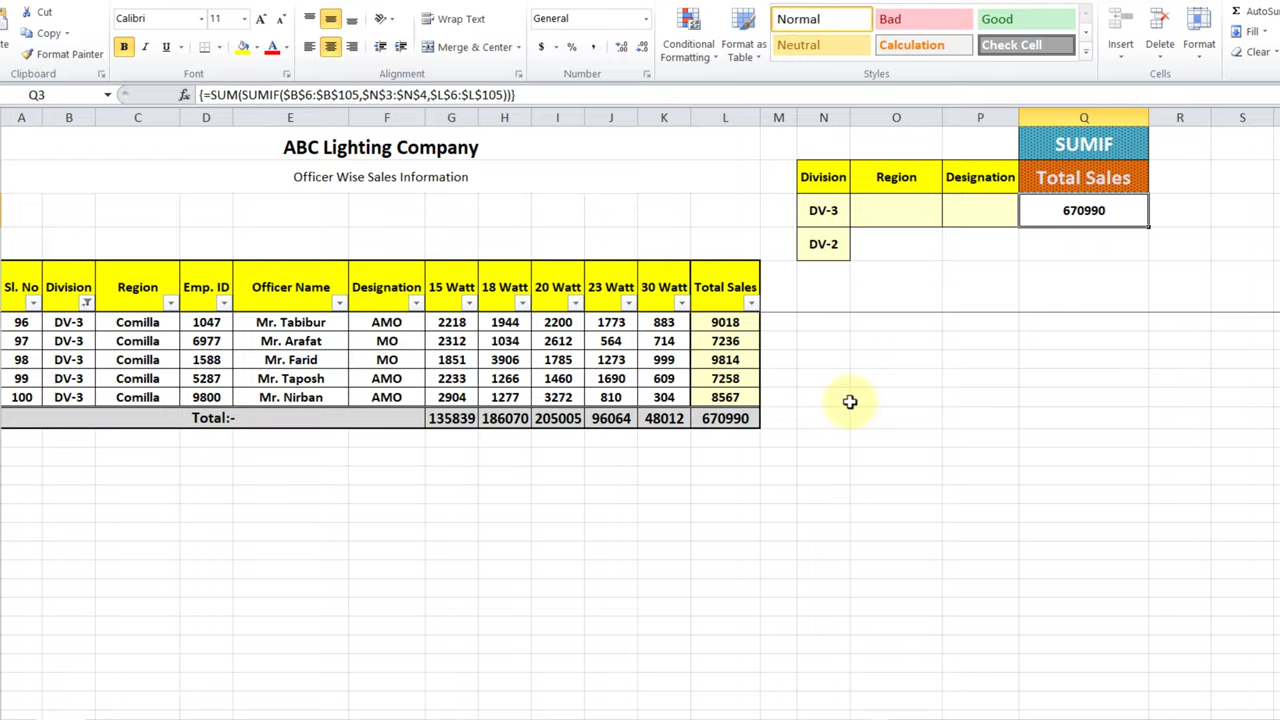 Cut
Copy
Format Painter
Clipboard
Calibri 11 A A
B I U A
Font
Wrap Text
Merge & Center
Alignment
General
$ % ,
Number
Conditional Formatting
Format as Table
Normal Bad Good
Neutral Calculation Check Cell
Styles
Insert Delete Format
Cells
AutoSu
Fill
Clear
Q3 fx {=SUM(SUMIF($B$6:$B$105,$N$3:$N$4,$L$6:$L$105))}
A B C D E F G H I J K L M N O P Q R S
ABC Lighting Company
Officer Wise Sales Information
SUMIF
Division Region Designation Total Sales
DV-3 670990
DV-2
Sl. No Division Region Emp. ID Officer Name Designation 15 Watt 18 Watt 20 Watt 23 Watt 30 Watt Total Sales
96 DV-3 Comilla 1047 Mr. Tabibur AMO 2218 1944 2200 1773 883 9018
97 DV-3 Comilla 6977 Mr. Arafat MO 2312 1034 2612 564 714 7236
98 DV-3 Comilla 1588 Mr. Farid MO 1851 3906 1785 1273 999 9814
99 DV-3 Comilla 5287 Mr. Taposh AMO 2233 1266 1460 1690 609 7258
100 DV-3 Comilla 9800 Mr. Nirban AMO 2904 1277 3272 810 304 8567
Total:- 135839 186070 205005 96064 48012 670990